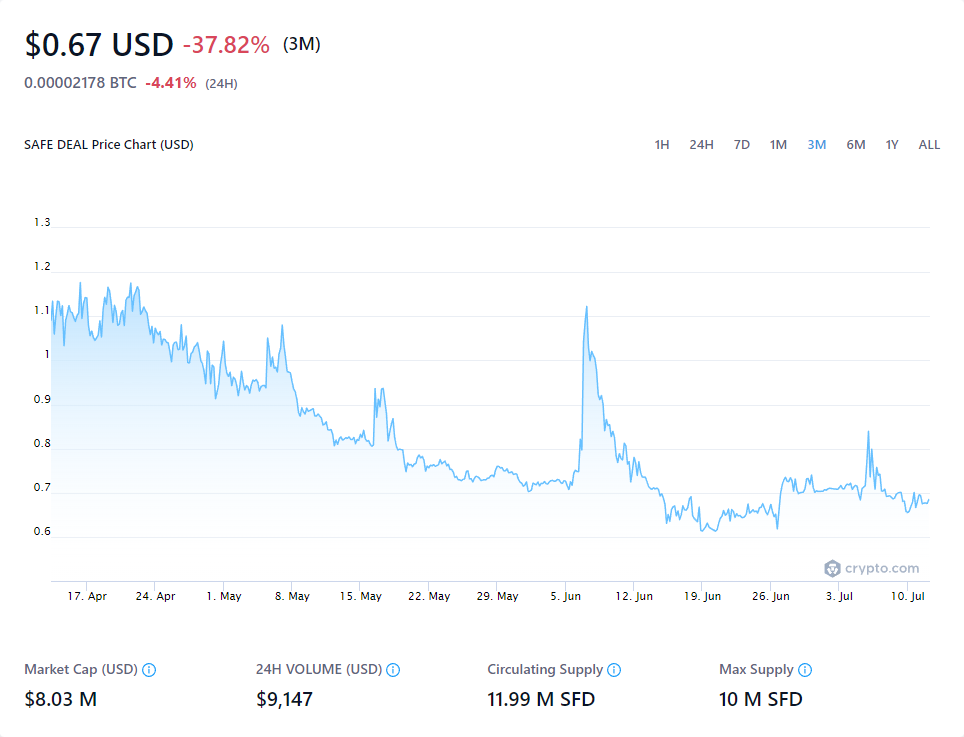 $0.67 USD -37.82% (3M)
0.00002178 BTC -4.41% (24H)
SAFE DEAL Price Chart (USD) 1H 24H 7D 1M 3M 6M 1Y ALL
1.3
1.2
1.1
1
0.9
0.8
0.7
0.6
crypto.com
17. Apr 24. Apr 1. May 8. May 15. May 22. May 29. May 5. Jun 12. Jun 19. Jun 26. Jun 3. Jul 10. Jul
Market Cap (USD) 24H VOLUME (USD) Circulating Supply Max Supply
$8.03 M $9,147 11.99 M SFD 10 M SFD